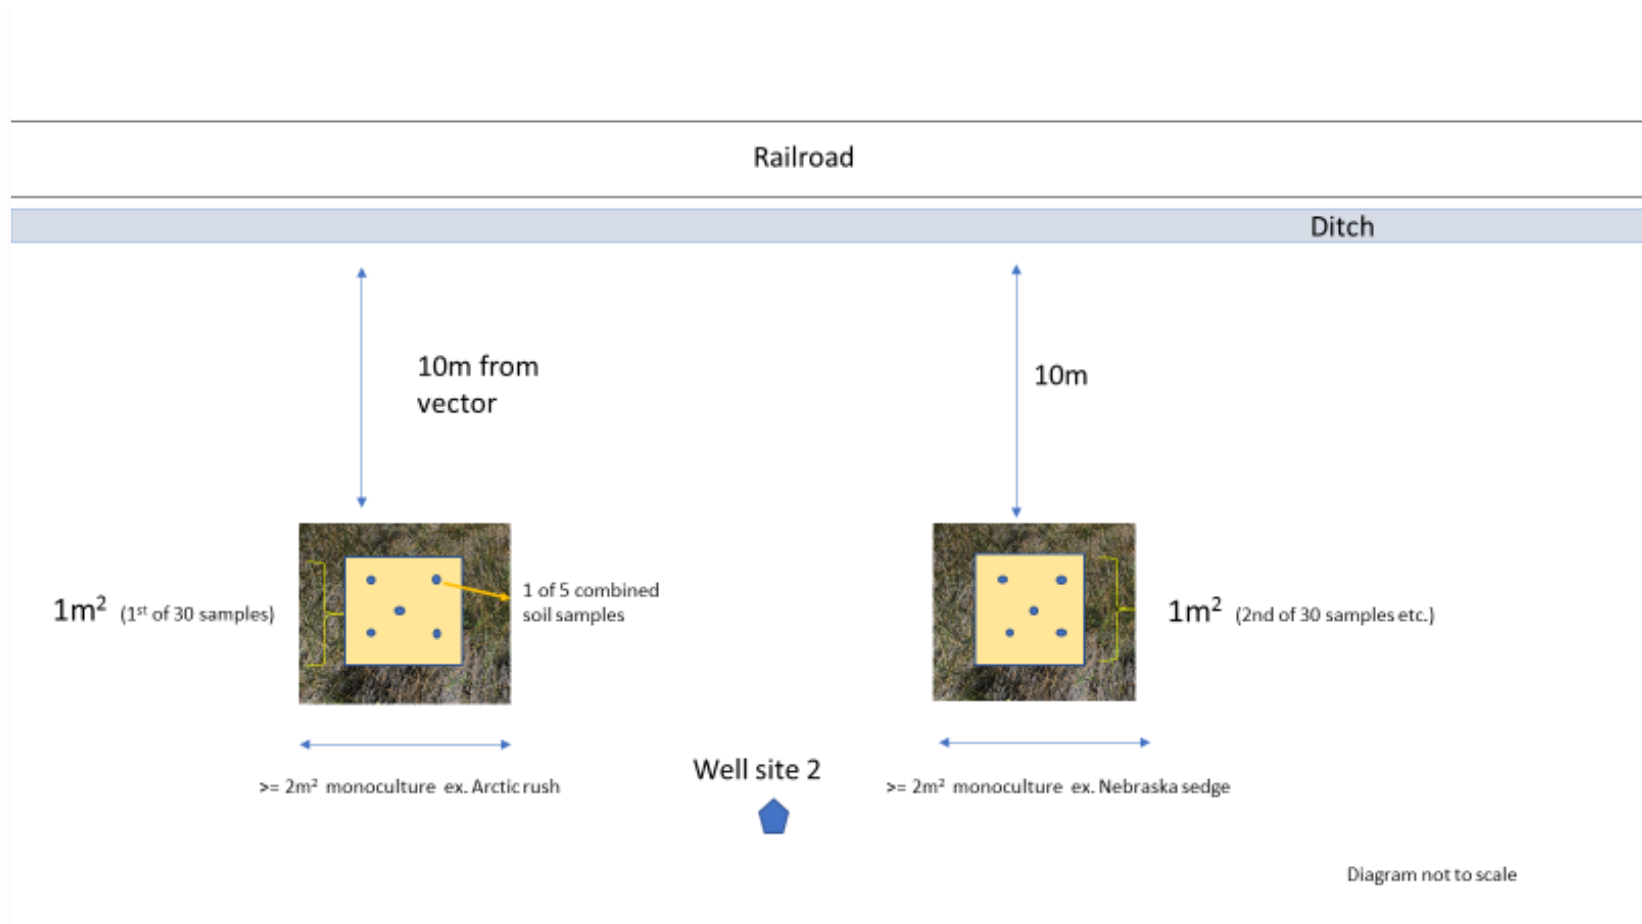 Railroad
Ditch
10m from
vector
10m
1 of 5 combined
soil samples
1m² (1st of 30 samples)
1m² (2nd of 30 samples etc.)
>= 2m² monoculture ex. Arctic rush
Well site 2
>= 2m² monoculture ex. Nebraska sedge
Diagram not to scale